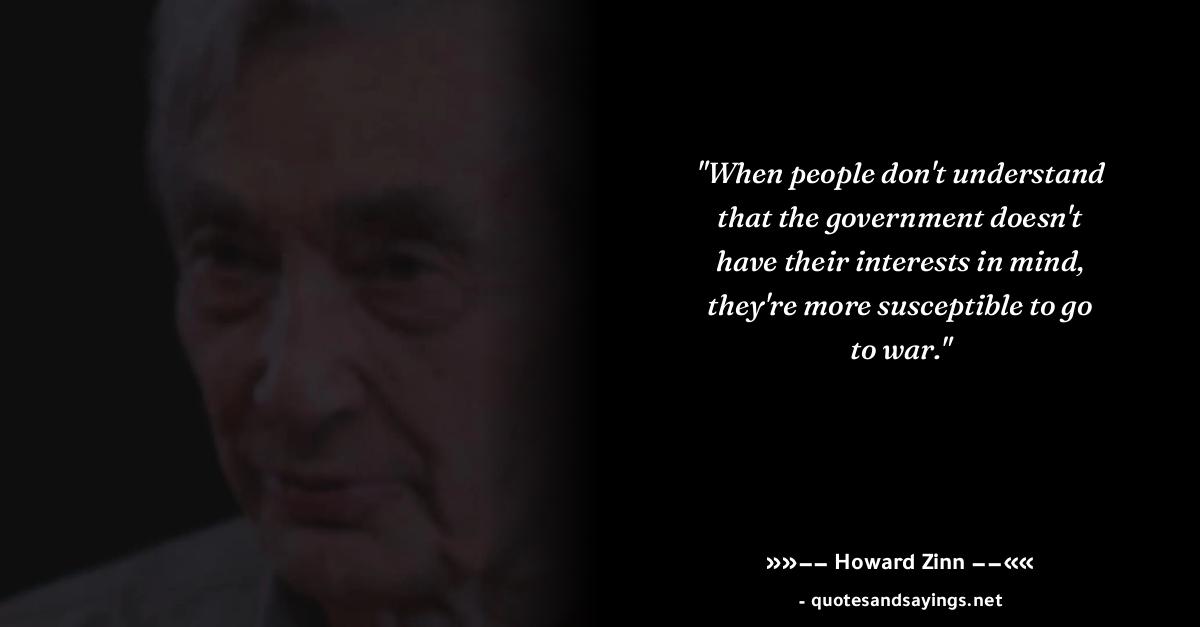 "When people don't understand
that the government doesn't
have their interests in mind,
they're more susceptible to go
to war."
»»−− Howard Zinn −−««
- quotesandsayings.net